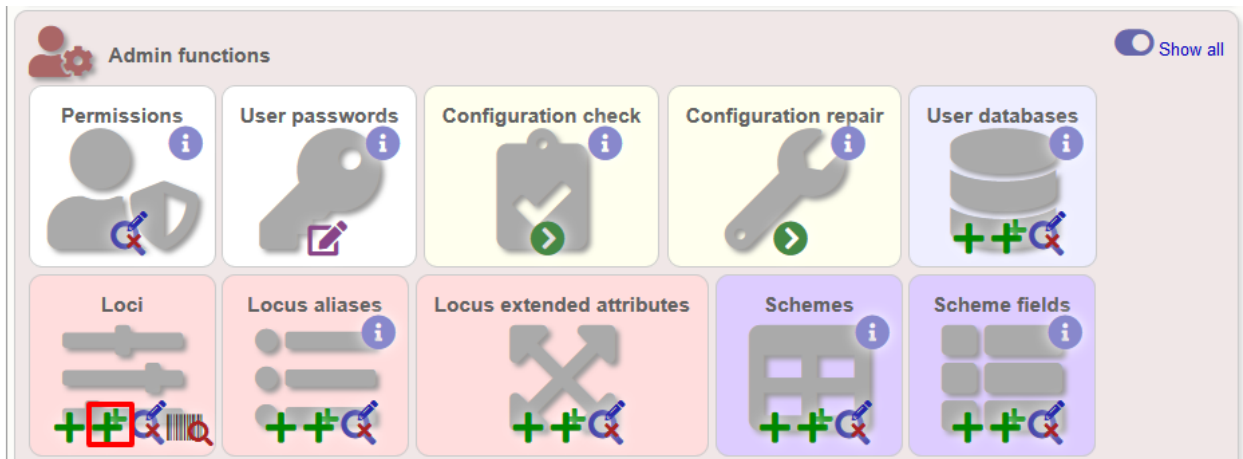 Admin functions
Show all
Permissions
User passwords
Configuration check
Configuration repair
User databases
Loci
Locus aliases
Locus extended attributes
Schemes
Scheme fields